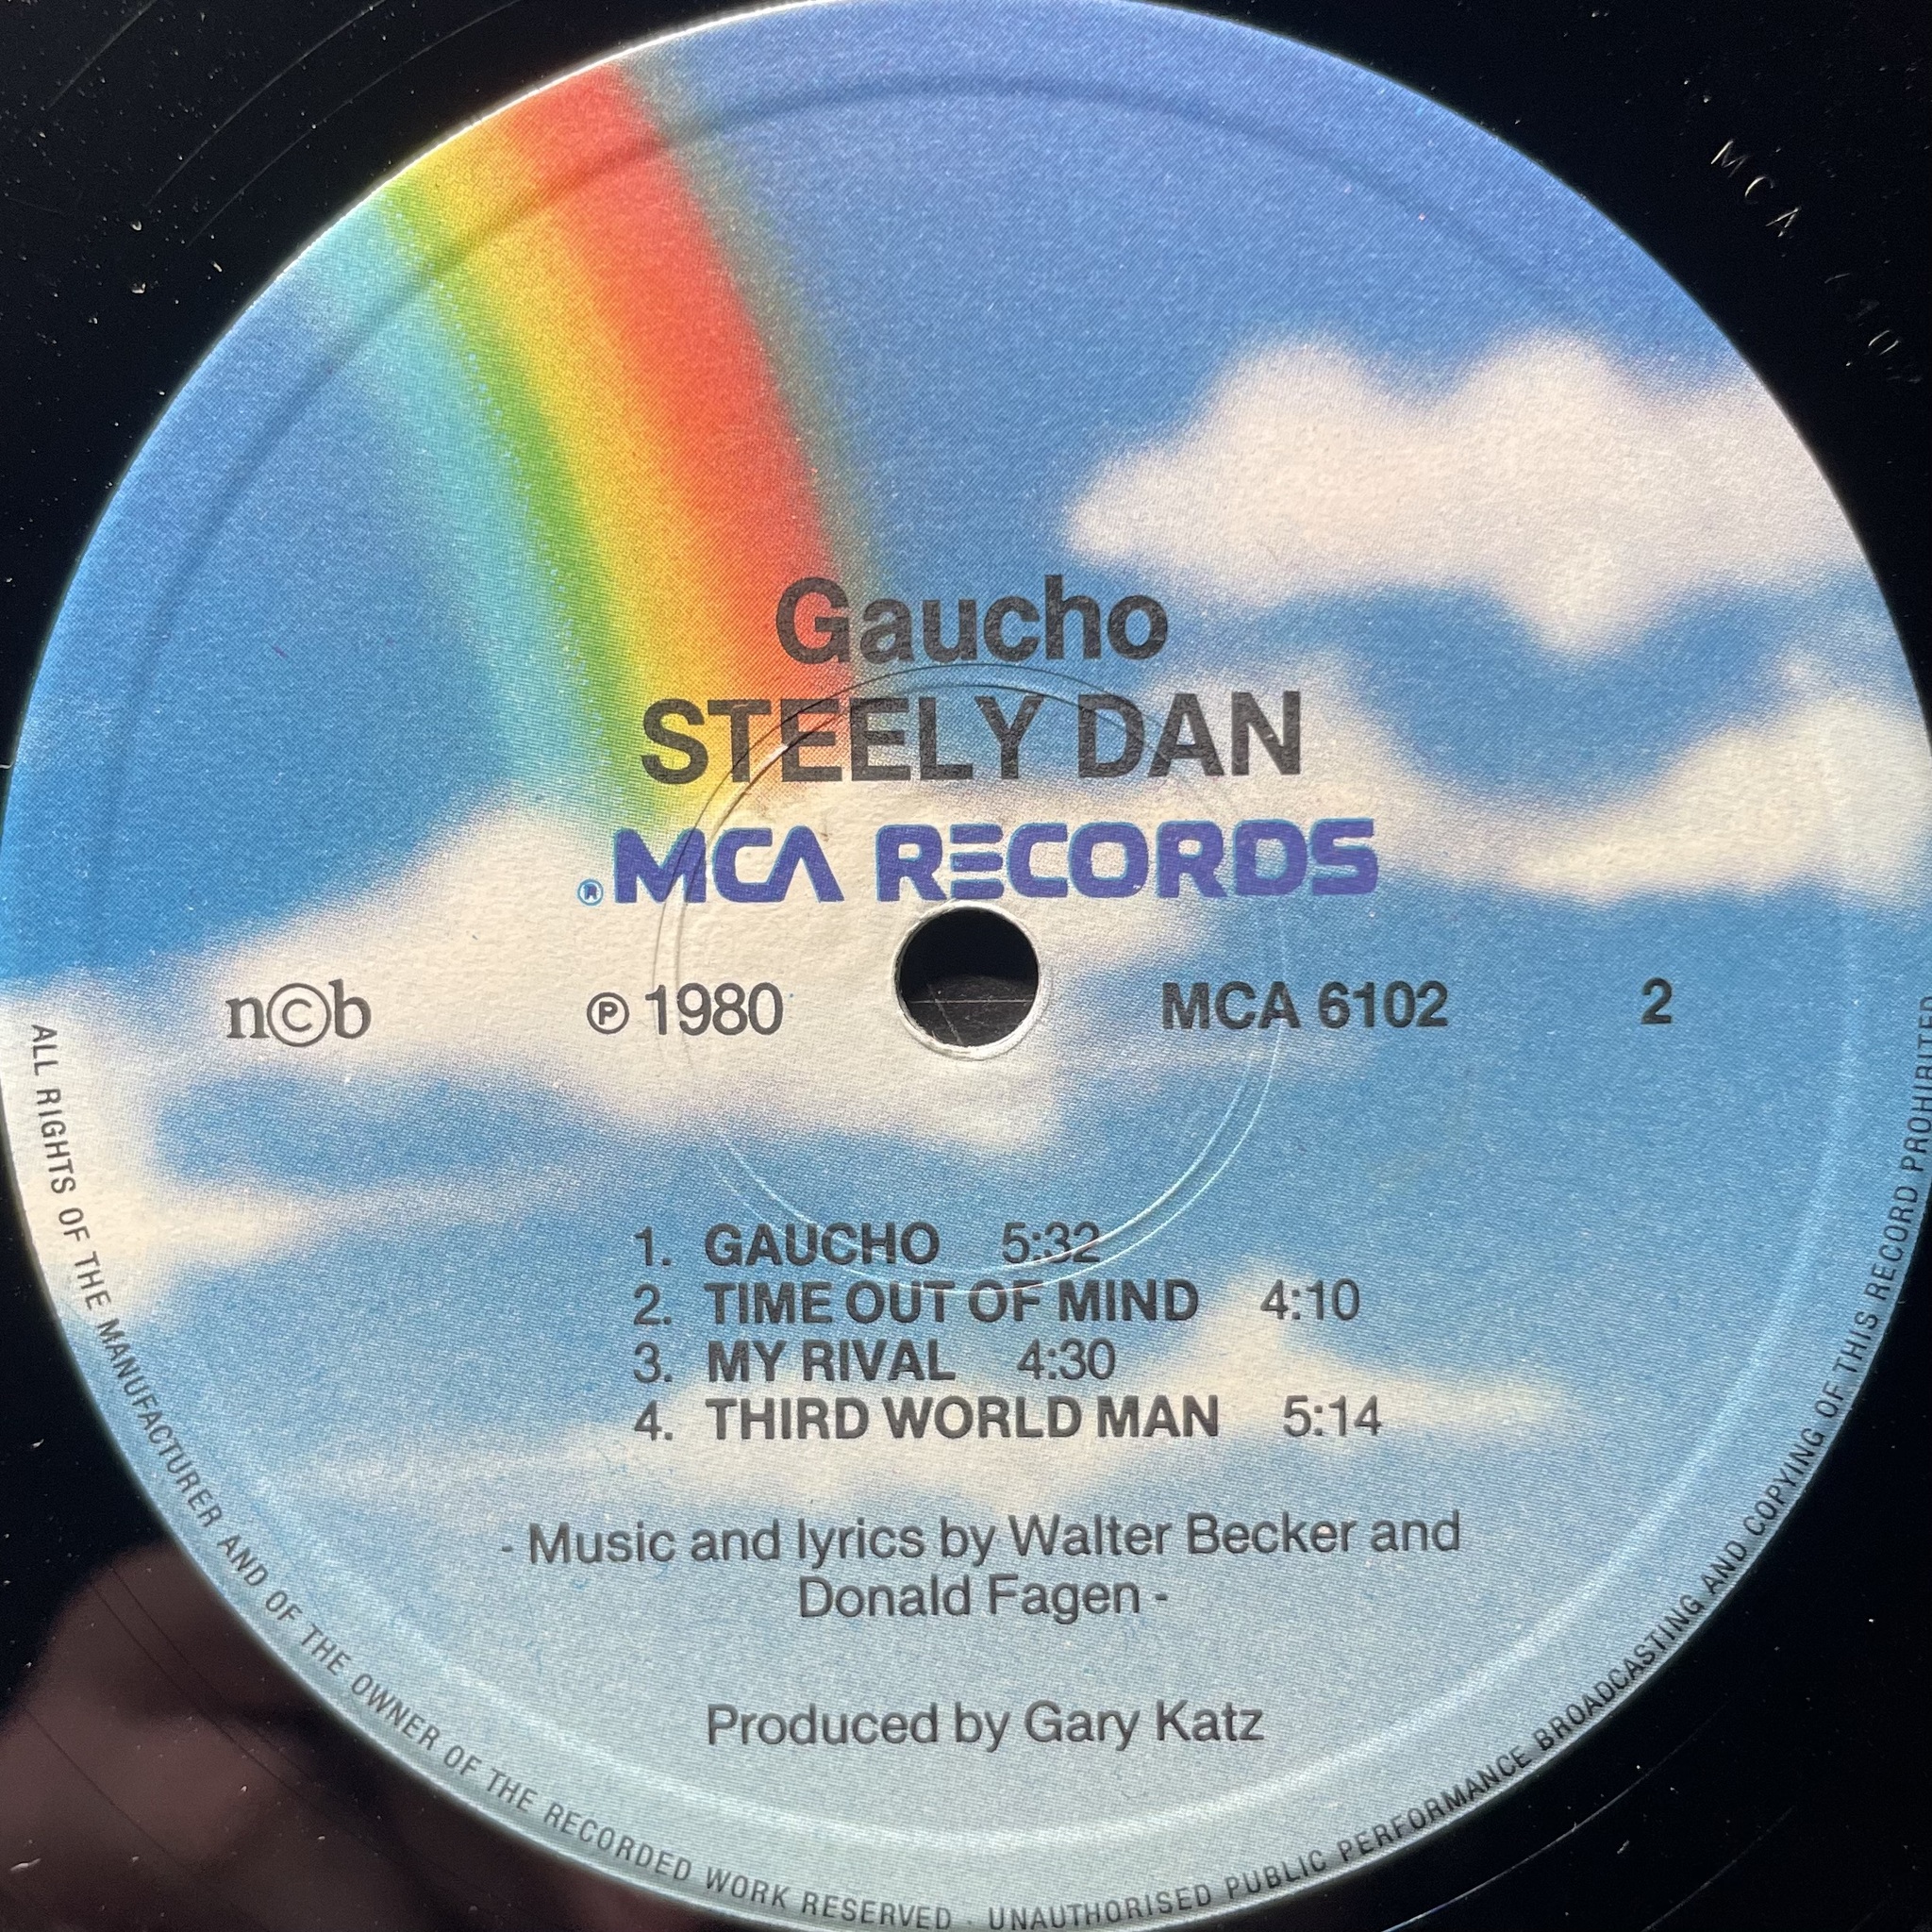 Gaucho
STEELY DAN
® MCA RECORDS
n©b ℗ 1980 MCA 6102 2
1. GAUCHO 5:32
2. TIME OUT OF MIND 4:10
3. MY RIVAL 4:30
4. THIRD WORLD MAN 5:14
- Music and lyrics by Walter Becker and
Donald Fagen -
Produced by Gary Katz
ALL RIGHTS OF THE MANUFACTURER AND OF THE OWNER OF THE RECORDED WORK RESERVED · UNAUTHORISED PUBLIC PERFORMANCE BROADCASTING AND COPYING OF THIS RECORD PROHIBITED
MCA